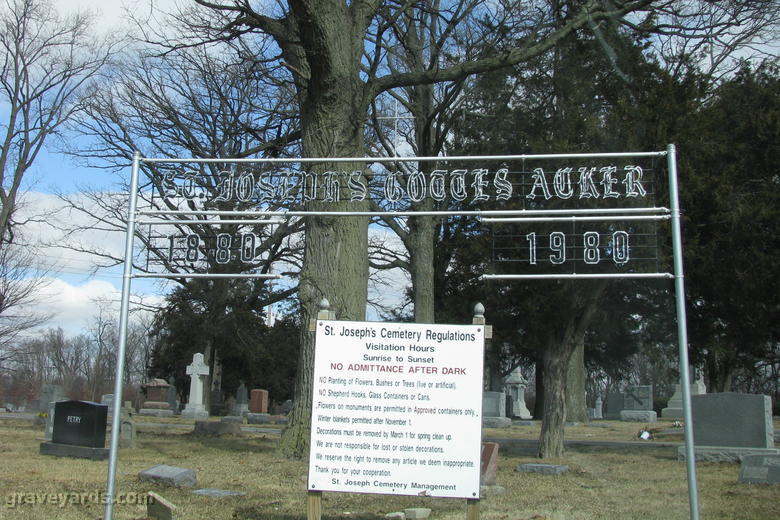 ST. JOSEPH'S GOTTES ACKER
1880 1980
St. Joseph's Cemetery Regulations
Visitation Hours
Sunrise to Sunset
NO ADMITTANCE AFTER DARK
NO Planting of Flowers, Bushes or Trees (live or artificial).
NO Shepherd Hooks, Glass Containers or Cans.
Flowers on monuments are permitted in Approved containers only.
Winter blankets permitted after November 1.
Decorations must be removed by March 1 for spring clean up.
We are not responsible for lost or stolen decorations.
We reserve the right to remove any article we deem inappropriate.
Thank you for your cooperation.
St. Joseph Cemetery Management
PETRY
graveyards.com